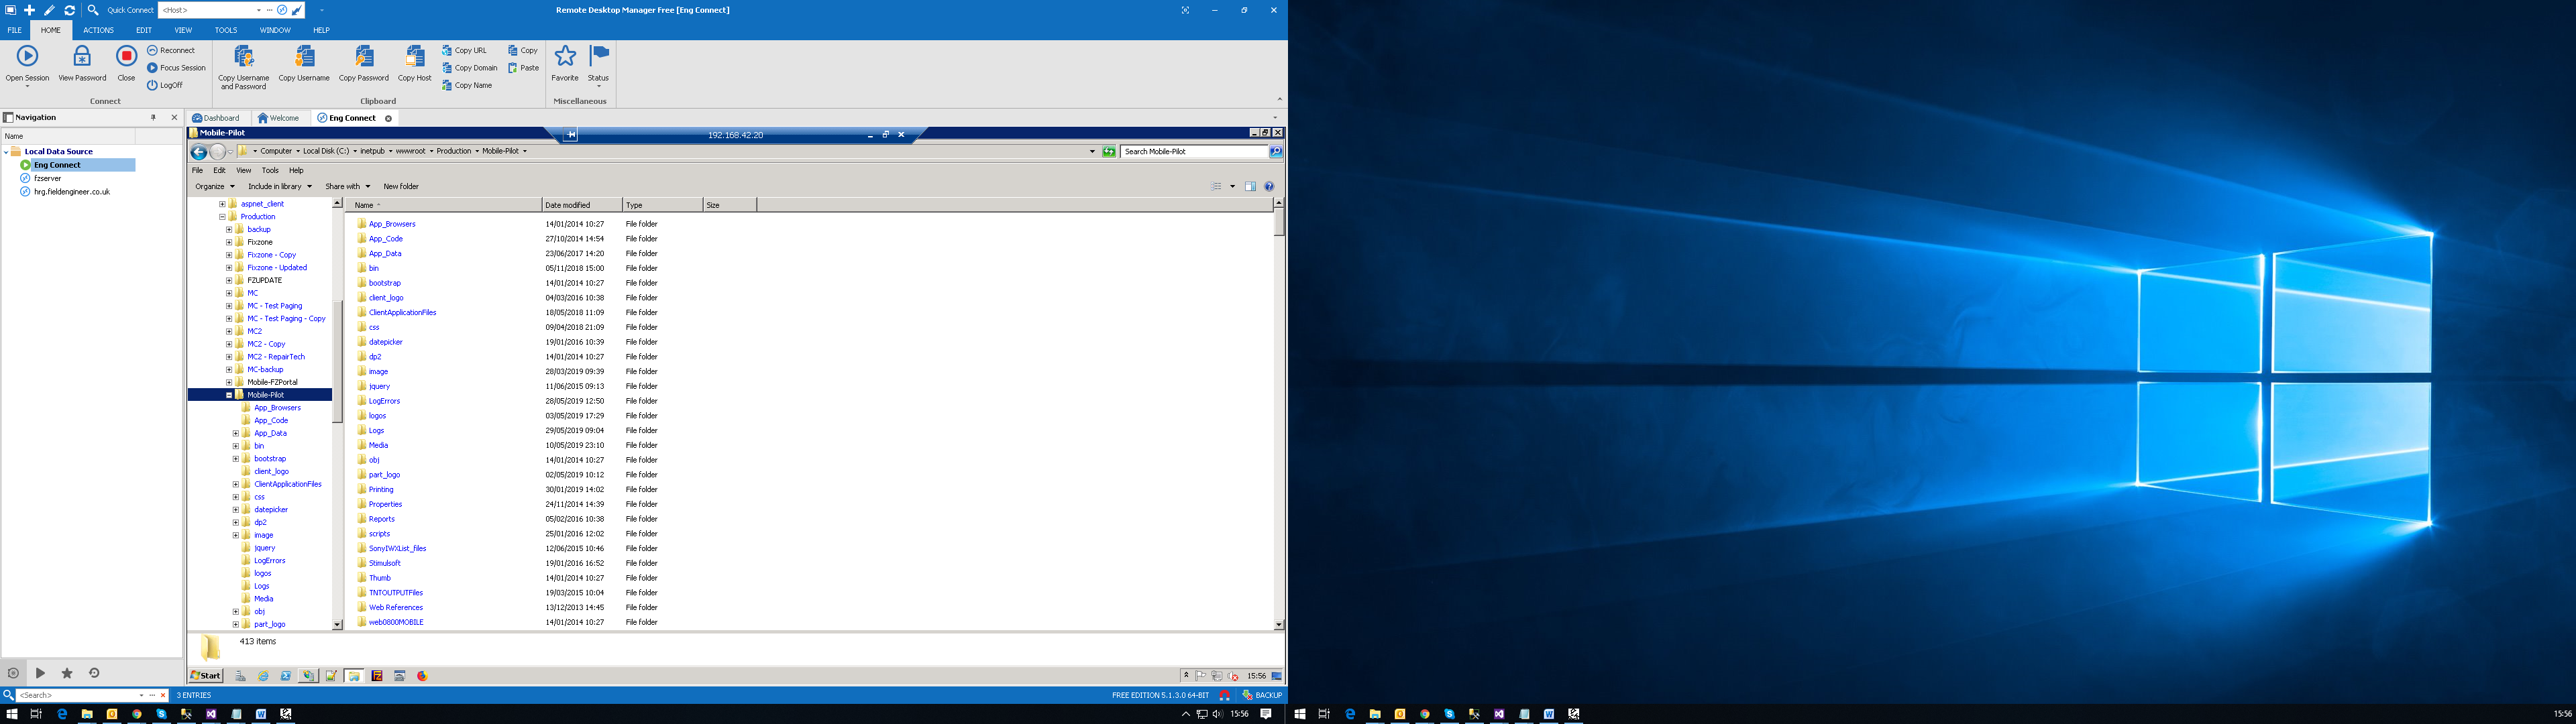 Quick Connect <Host> Remote Desktop Manager Free [Eng Connect]
FILE HOME ACTIONS EDIT VIEW TOOLS WINDOW HELP
Open Session
View Password
Close
Reconnect
Focus Session
LogOff
Connect
Copy Username and Password
Copy Username
Copy Password
Copy Host
Copy URL
Copy Domain
Copy Name
Copy
Paste
Clipboard
Favorite
Status
Miscellaneous
Navigation
Name
Local Data Source
Eng Connect
fzserver
hrg.fieldengineer.co.uk
Dashboard Welcome Eng Connect
Mobile-Pilot 192.168.42.20
Computer Local Disk (C:) inetpub wwwroot Production Mobile-Pilot Search Mobile-Pilot
File Edit View Tools Help
Organize Include in library Share with New folder
aspnet_client
Production
backup
Fixzone
Fixzone - Copy
Fixzone - Updated
FZUPDATE
MC
MC - Test Paging
MC - Test Paging - Copy
MC2
MC2 - Copy
MC2 - RepairTech
MC-backup
Mobile-FZPortal
Mobile-Pilot
App_Browsers
App_Code
App_Data
bin
bootstrap
client_logo
ClientApplicationFiles
css
datepicker
dp2
image
jquery
LogErrors
logos
Logs
Media
obj
part_logo
Name Date modified Type Size
App_Browsers 14/01/2014 10:27 File folder
App_Code 27/10/2014 14:54 File folder
App_Data 23/06/2017 14:20 File folder
bin 05/11/2018 15:00 File folder
bootstrap 14/01/2014 10:27 File folder
client_logo 04/03/2016 10:38 File folder
ClientApplicationFiles 18/05/2018 11:09 File folder
css 09/04/2018 21:09 File folder
datepicker 19/01/2016 10:39 File folder
dp2 14/01/2014 10:27 File folder
image 28/03/2019 09:39 File folder
jquery 11/06/2015 09:13 File folder
LogErrors 28/05/2019 12:50 File folder
logos 03/05/2019 17:29 File folder
Logs 29/05/2019 09:04 File folder
Media 10/05/2019 23:10 File folder
obj 14/01/2014 10:27 File folder
part_logo 02/05/2019 10:12 File folder
Printing 30/01/2019 14:02 File folder
Properties 24/11/2014 14:39 File folder
Reports 05/02/2016 10:38 File folder
scripts 25/01/2016 12:02 File folder
SonyIWXList_files 12/06/2015 10:46 File folder
Stimulsoft 19/01/2016 16:52 File folder
Thumb 14/01/2014 10:27 File folder
TNTOUTPUTFiles 19/03/2015 10:04 File folder
Web References 13/12/2013 14:45 File folder
web0800MOBILE 14/01/2014 10:27 File folder
413 items
Start 15:56
<Search> 3 ENTRIES FREE EDITION 5.1.3.0 64-BIT BACKUP
15:56
15:56